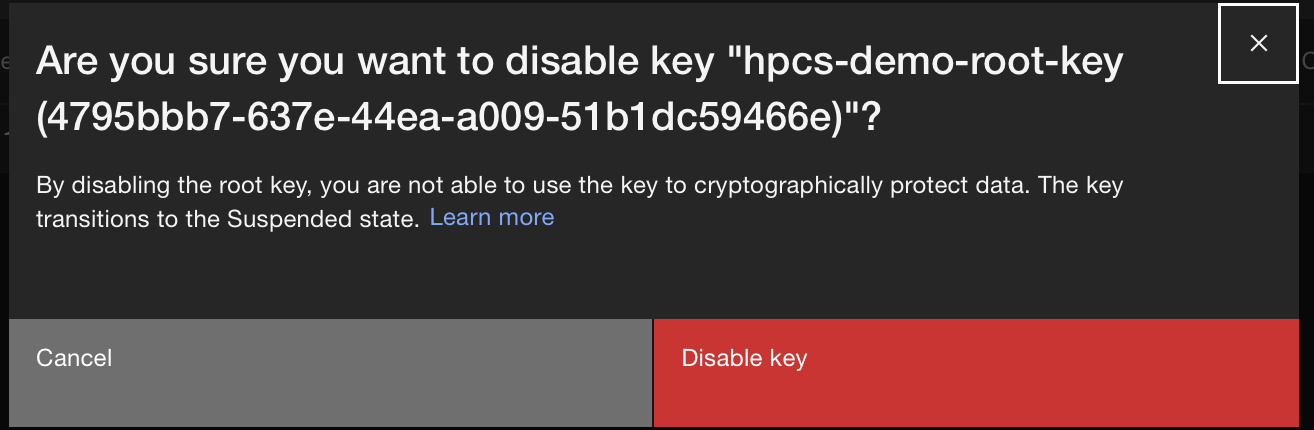 Are you sure you want to disable key "hpcs-demo-root-key
(4795bbb7-637e-44ea-a009-51b1dc59466e)"?
By disabling the root key, you are not able to use the key to cryptographically protect data. The key
transitions to the Suspended state. Learn more
Cancel
Disable key